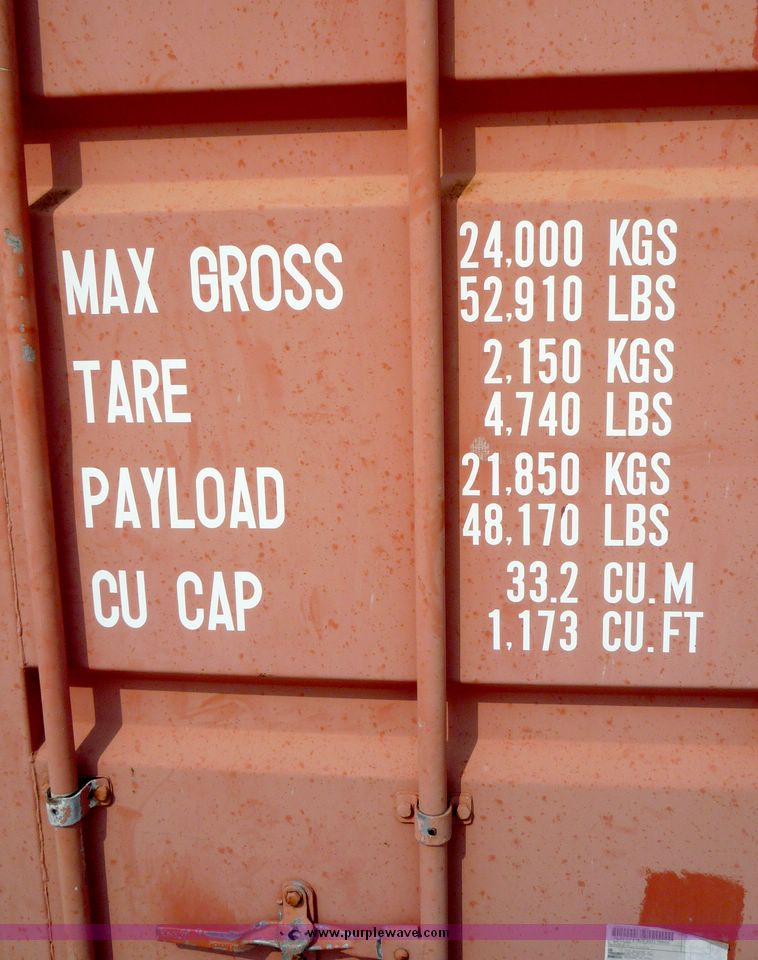 MAX GROSS 24,000 KGS
52,910 LBS
TARE 2,150 KGS
4,740 LBS
PAYLOAD 21,850 KGS
48,170 LBS
CU CAP 33.2 CU.M
1,173 CU.FT
www.purplewave.com